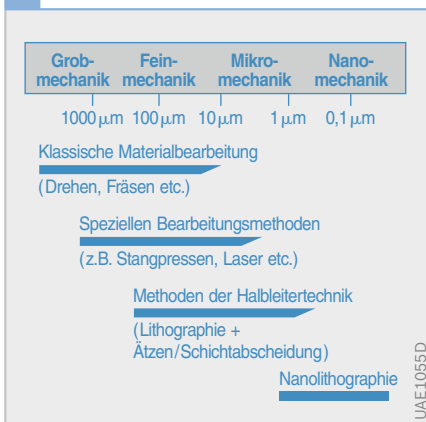 Grob- Fein- Mikro- Nano-
mechanik mechanik mechanik mechanik
1000 µm 100 µm 10 µm 1 µm 0,1 µm
Klassische Materialbearbeitung
(Drehen, Fräsen etc.)
Speziellen Bearbeitungsmethoden
(z.B. Stangpressen, Laser etc.)
Methoden der Halbleitertechnik
(Lithographie +
Ätzen/Schichtabscheidung)
Nanolithographie
UAE1055D